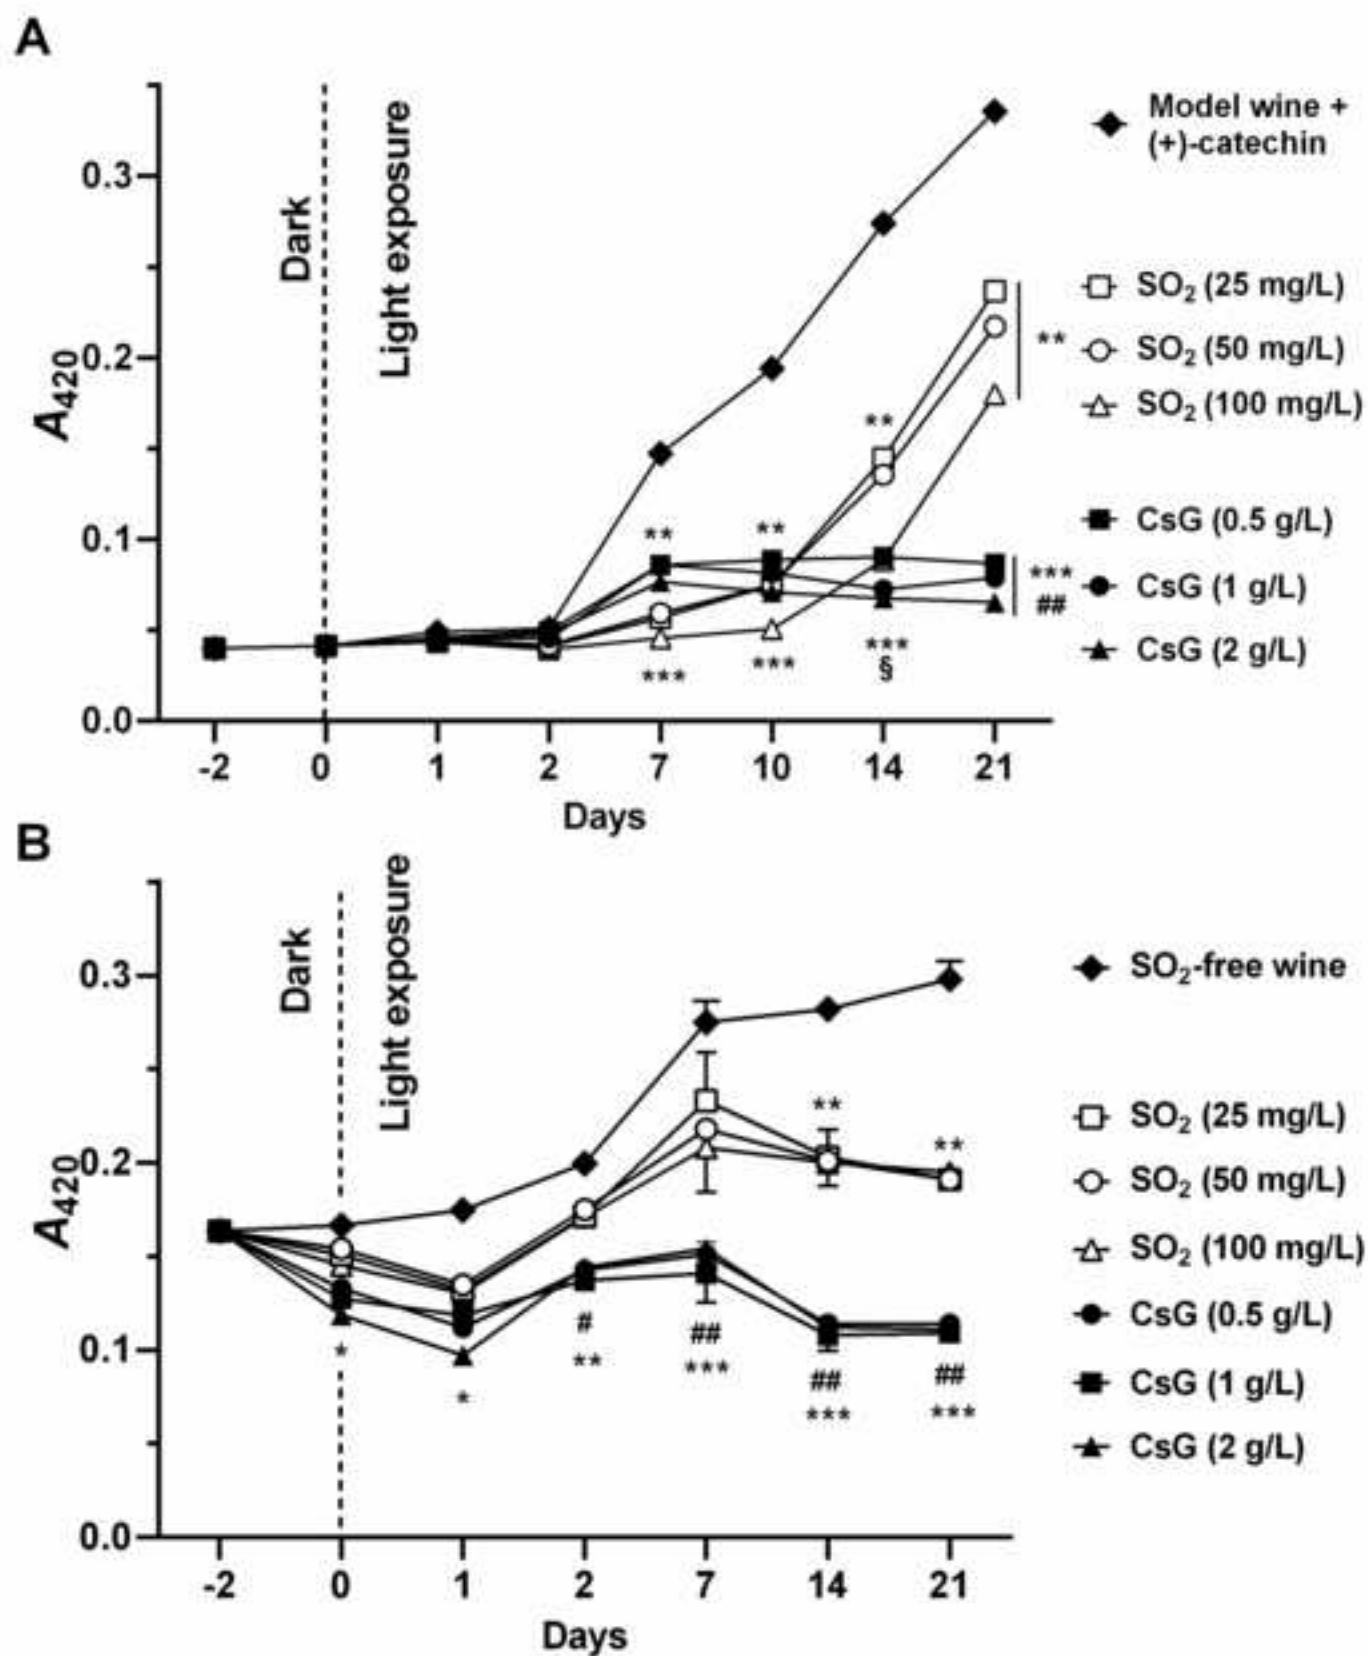 A
Model wine +
(+)-catechin
0.3
Dark
Light exposure
SO₂ (25 mg/L)
**
SO₂ (50 mg/L)
0.2
A₄₂₀
SO₂ (100 mg/L)
**
0.1
** **
CsG (0.5 g/L)
***
##
CsG (1 g/L)
*** *** ***
§
CsG (2 g/L)
0.0
-2 0 1 2 7 10 14 21
Days
B
0.3
Dark
Light exposure
SO₂-free wine
SO₂ (25 mg/L)
** **
0.2
A₄₂₀
SO₂ (50 mg/L)
SO₂ (100 mg/L)
CsG (0.5 g/L)
0.1
* * # ## ## ##
** *** *** ***
CsG (1 g/L)
CsG (2 g/L)
0.0
-2 0 1 2 7 14 21
Days